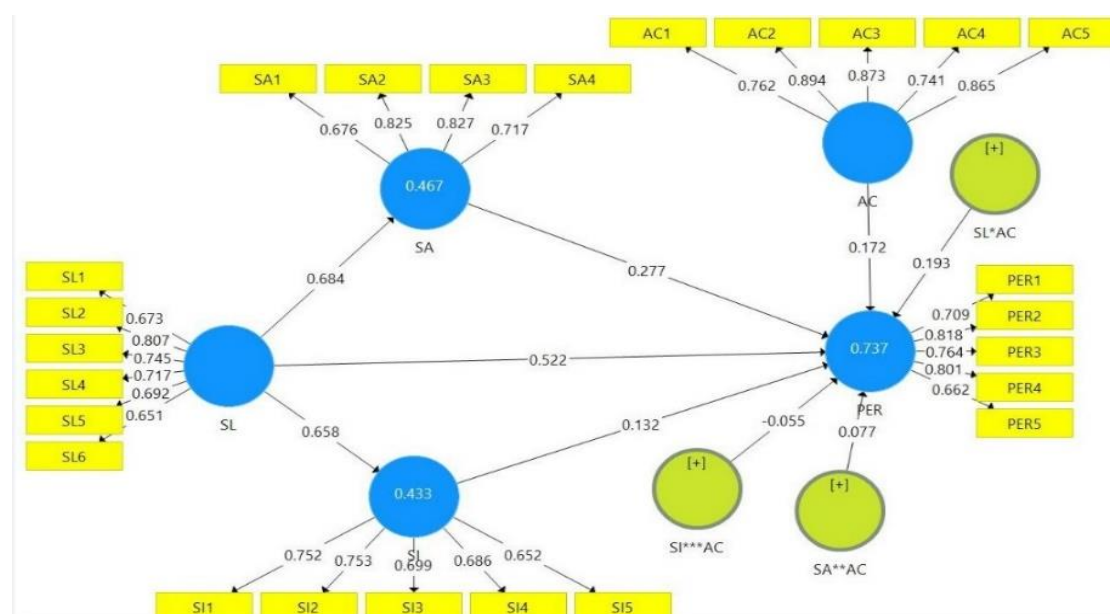 AC1 AC2 AC3 AC4 AC5
0.762 0.894 0.873 0.741 0.865
SA1 SA2 SA3 SA4
0.676 0.825 0.827 0.717
0.467
SA
AC
[+]
SL*AC
0.172
0.193
0.684
0.277
SL1
SL2
SL3
SL4
SL5
SL6
0.673
0.807
0.745
0.717
0.692
0.651
SL
0.522
0.658
0.132
0.737
PER
0.709
0.818
0.764
0.801
0.662
PER1
PER2
PER3
PER4
PER5
-0.055
0.077
[+]
SI***AC
[+]
SA**AC
0.433
SI
0.752 0.753 0.699 0.686 0.652
SI1 SI2 SI3 SI4 SI5